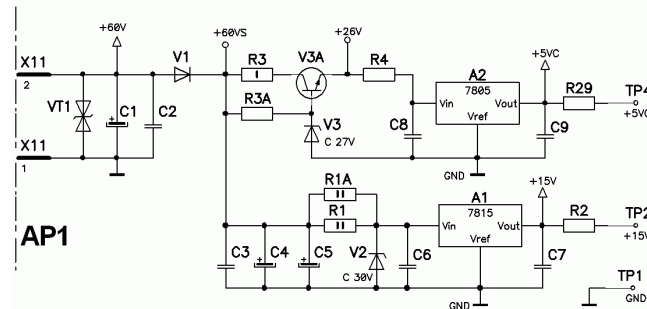 +60V
+60VS
+26V
X11
2
V1
R3
V3A
R4
A2
7805
+5VC
R29
TP4
+5VC
VT1
C1
C2
R3A
V3
C 27V
C8
Vin
Vout
Vref
C9
X11
1
GND
AP1
R1A
R1
A1
7815
+15V
R2
TP2
+15V
C3
C4
C5
V2
C 30V
C6
Vin
Vout
Vref
C7
TP1
GND
GND